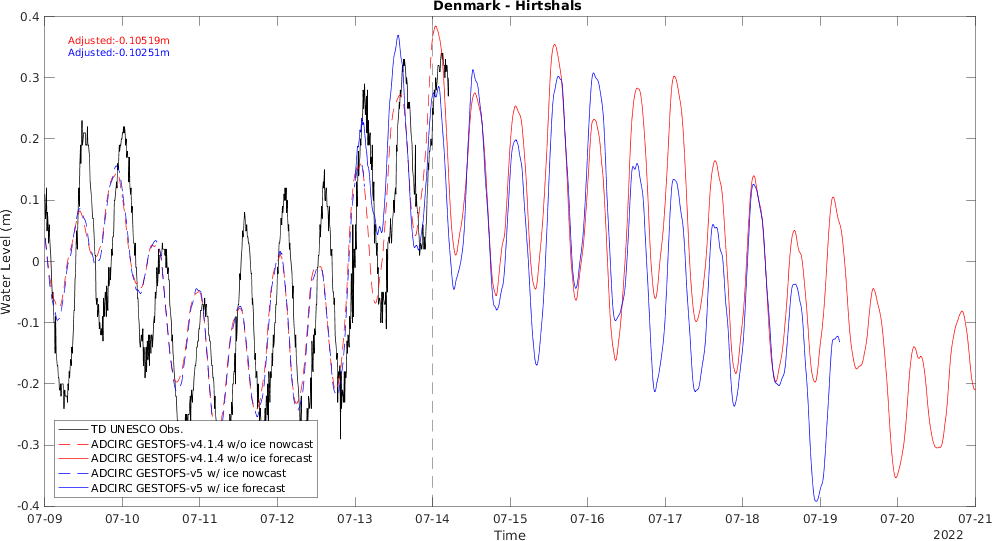 Denmark - Hirtshals
Adjusted:-0.10519m
Adjusted:-0.10251m
0.4
0.3
0.2
0.1
0
-0.1
-0.2
-0.3
-0.4
Water Level (m)
TD UNESCO Obs.
ADCIRC GESTOFS-v4.1.4 w/o ice nowcast
ADCIRC GESTOFS-v4.1.4 w/o ice forecast
ADCIRC GESTOFS-v5 w/ ice nowcast
ADCIRC GESTOFS-v5 w/ ice forecast
07-09 07-10 07-11 07-12 07-13 07-14 07-15 07-16 07-17 07-18 07-19 07-20 07-21
Time
2022